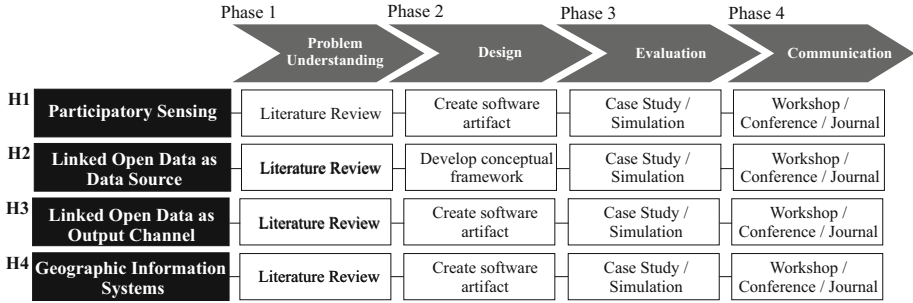 Phase 1
Phase 2
Phase 3
Phase 4
Problem
Understanding
Design
Evaluation
Communication
H1
Participatory Sensing
Literature Review
Create software
artifact
Case Study /
Simulation
Workshop /
Conference / Journal
H2
Linked Open Data as
Data Source
Literature Review
Develop conceptual
framework
Case Study /
Simulation
Workshop /
Conference / Journal
H3
Linked Open Data as
Output Channel
Literature Review
Create software
artifact
Case Study /
Simulation
Workshop /
Conference / Journal
H4
Geographic Information
Systems
Literature Review
Create software
artifact
Case Study /
Simulation
Workshop /
Conference / Journal